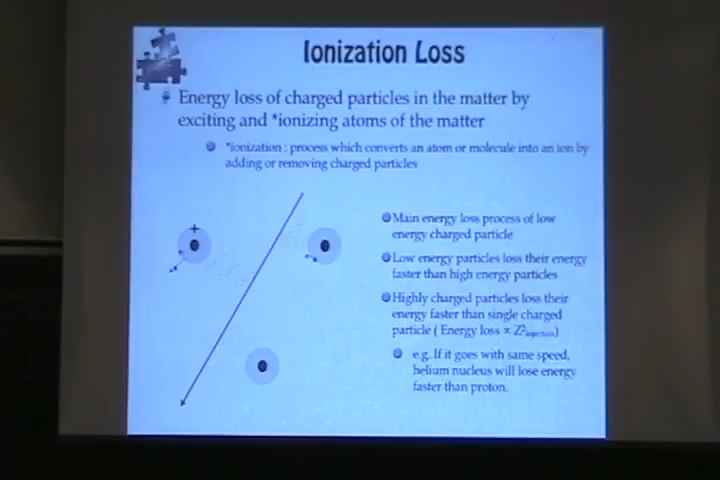 Ionization Loss
Energy loss of charged particles in the matter by
exciting and *ionizing atoms of the matter
*ionization : process which converts an atom or molecule into an ion by
adding or removing charged particles
+
Main energy loss process of low
energy charged particle
Low energy particles loss their energy
faster than high energy particles
Highly charged particles loss their
energy faster than single charged
particle ( Energy loss ∝ Z²)
e.g. If it goes with same speed,
helium nucleus will lose energy
faster than proton.